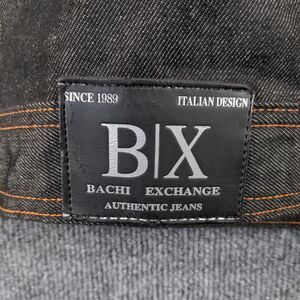 SINCE 1989 ITALIAN DESIGN
B|X
BACHI EXCHANGE
AUTHENTIC JEANS